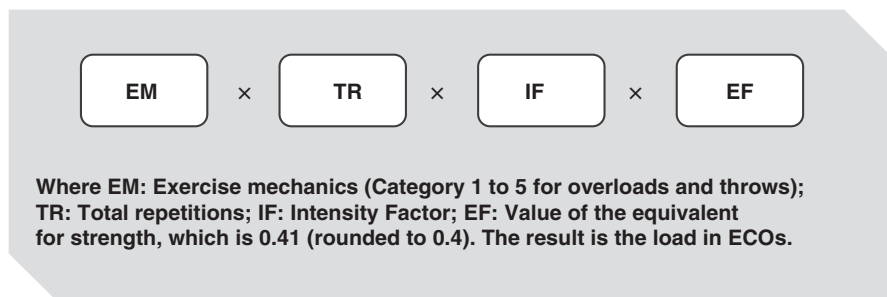 EM × TR × IF × EF
Where EM: Exercise mechanics (Category 1 to 5 for overloads and throws);
TR: Total repetitions; IF: Intensity Factor; EF: Value of the equivalent
for strength, which is 0.41 (rounded to 0.4). The result is the load in ECOs.